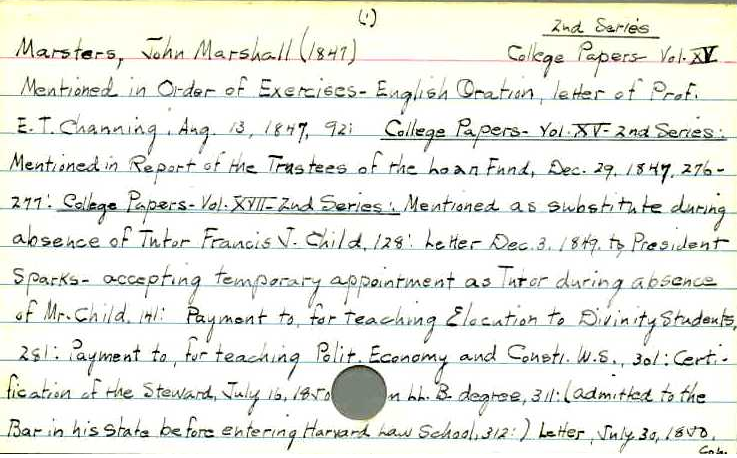 (1)
2nd Series
Marsters, John Marshall (1847) College Papers- Vol. XV
Mentioned in Order of Exercises- English Oration, letter of Prof.
E.T. Channing, Aug. 13, 1847, 92: College Papers- Vol. XV- 2nd Series:
Mentioned in Report of the Trustees of the Loan Fund, Dec. 29, 1847, 276-
277: College Papers- Vol. XVII- 2nd Series: Mentioned as substitute during
absence of Tutor Francis J. Child, 128: Letter Dec. 3, 1849, to President
Sparks- accepting temporary appointment as Tutor during absence
of Mr. Child, 141: Payment to, for teaching Elocution to Divinity Students,
281: Payment to, for teaching Polit. Economy and Consti. U.S., 301: Certi-
fication of the Steward, July 16, 1850 n LL. B. degree, 311: (admitted to the
Bar in his State before entering Harvard Law School, 312:) Letter, July 30, 1850,
Con.